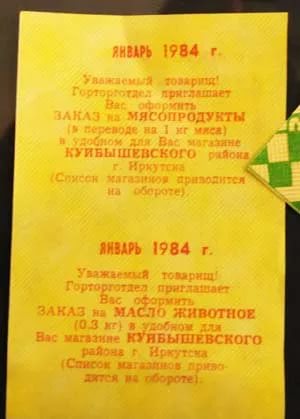 ЯНВАРЬ 1984 г.
Уважаемый товарищ!
Горторготдел приглашает
Вас оформить
ЗАКАЗ на МЯСОПРОДУКТЫ
(в переводе на 1 кг мяса)
в удобном для Вас магазине
КУЙБЫШЕВСКОГО района
г. Иркутска
(Список магазинов приводится
на обороте).
ЯНВАРЬ 1984 г.
Уважаемый товарищ!
Горторготдел приглашает
Вас оформить
ЗАКАЗ на МАСЛО ЖИВОТНОЕ
(0.3 кг) в удобном для
Вас магазине КУЙБЫШЕВСКОГО
района г. Иркутска
(Список магазинов приво-
дится на обороте).